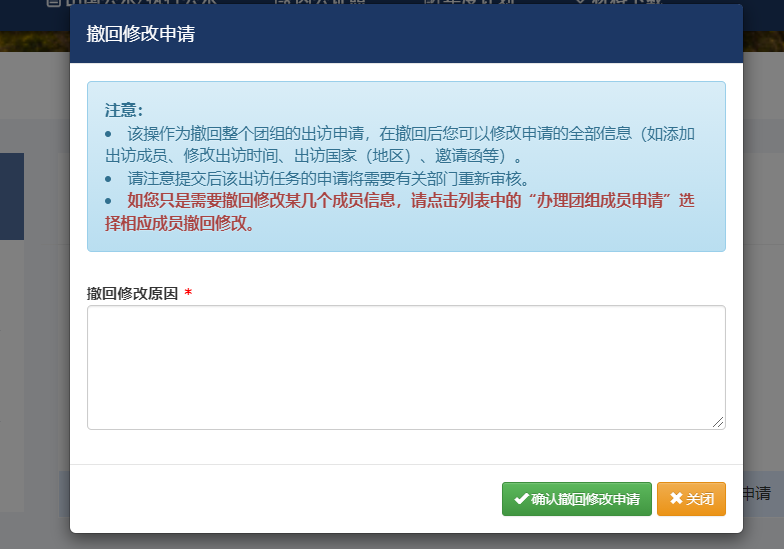 撤回修改申请
注意：
• 该操作为撤回整个团组的出访申请，在撤回后您可以修改申请的全部信息（如添加
出访成员、修改出访时间、出访国家（地区）、邀请函等）。
• 请注意提交后该出访任务的申请将需要有关部门重新审核。
• 如您只是需要撤回修改某几个成员信息，请点击列表中的“办理团组成员申请”选
择相应成员撤回修改。
撤回修改原因 *
确认撤回修改申请 关闭
申请